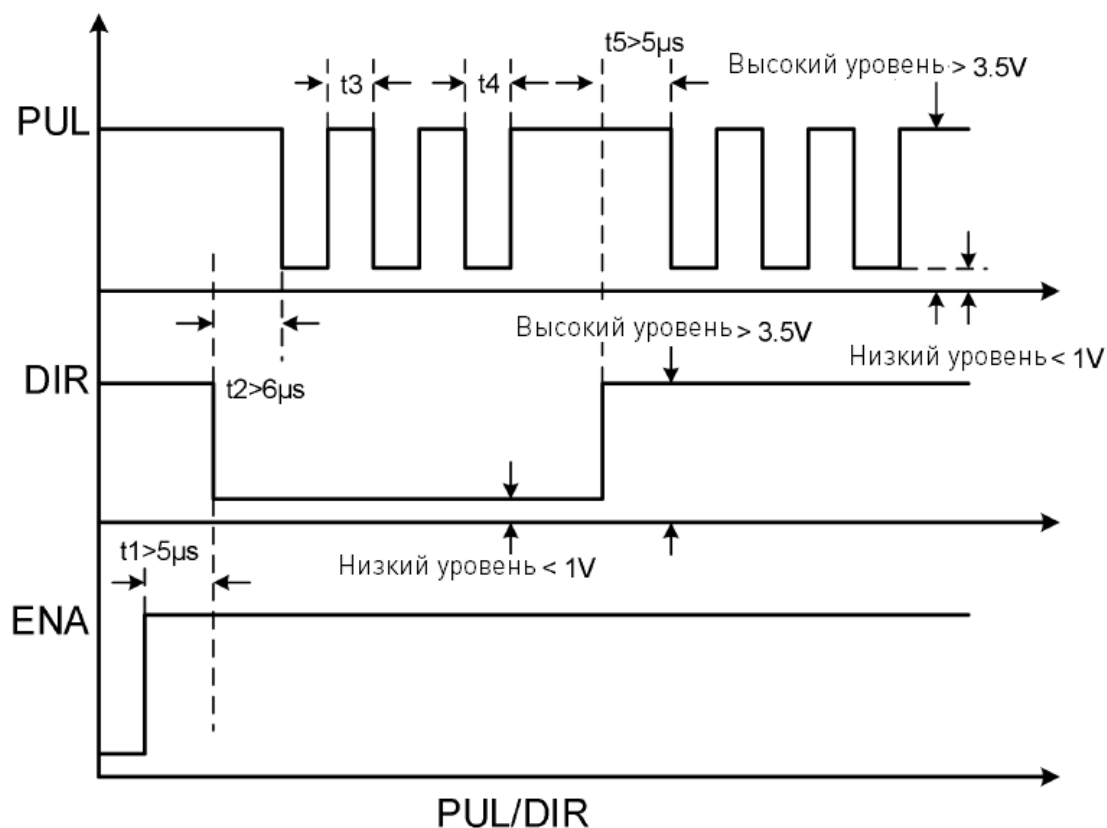 t5>5µs
Высокий уровень > 3.5V
t3
t4
PUL
Высокий уровень > 3.5V
Низкий уровень < 1V
DIR
t2>6µs
t1>5µs
Низкий уровень < 1V
ENA
PUL/DIR